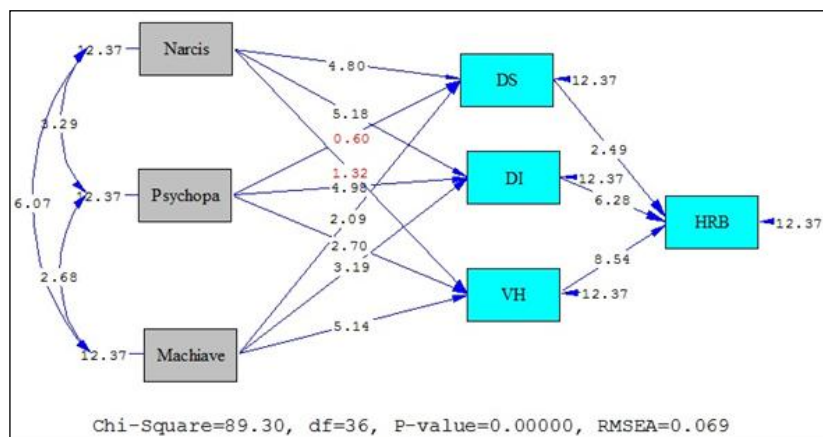 12.37 Narcis
4.80 DS 12.37
3.29
5.18
0.60
2.49
1.32
12.37 Psychopa
4.98 DI 12.37
6.28
6.07
2.09
HRB 12.37
2.70
2.68
3.19
8.54
VH 12.37
5.14
12.37 Machiave
Chi-Square=89.30, df=36, P-value=0.00000, RMSEA=0.069